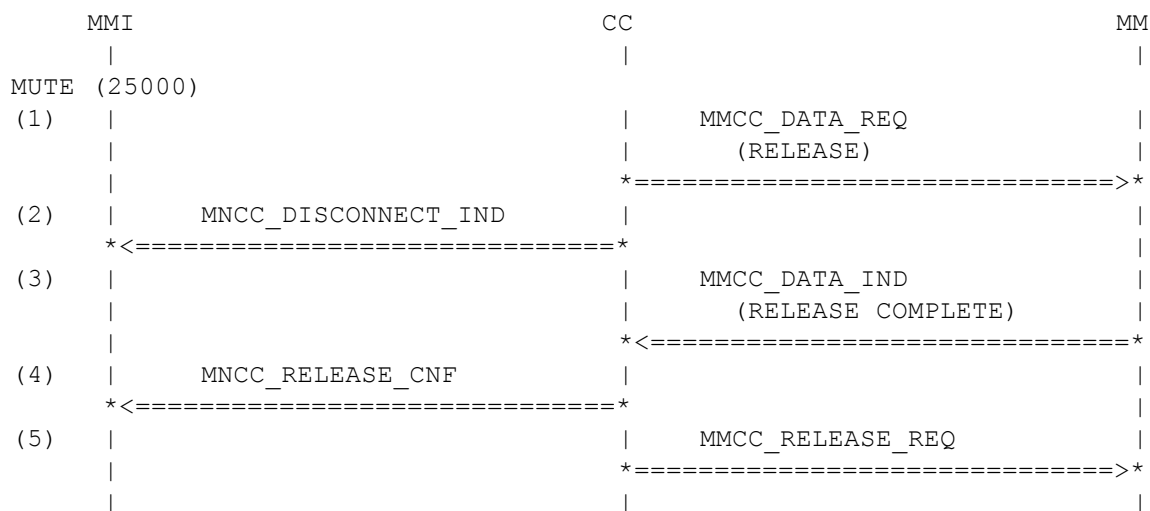 MMI CC MM
MUTE (25000)
(1) MMCC_DATA_REQ
(RELEASE)
(2) MNCC_DISCONNECT_IND
(3) MMCC_DATA_IND
(RELEASE COMPLETE)
(4) MNCC_RELEASE_CNF
(5) MMCC_RELEASE_REQ